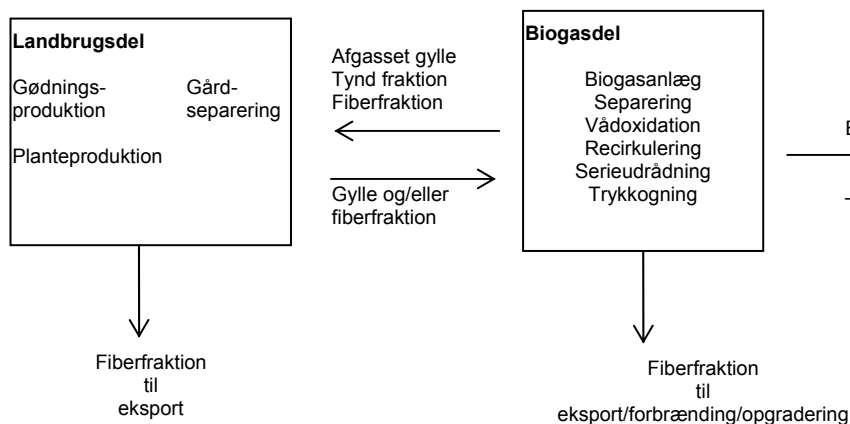 Landbrugsdel
Gødnings-
produktion
Gård-
separering
Planteproduktion
Afgasset gylle
Tynd fraktion
Fiberfraktion
Gylle og/eller
fiberfraktion
Biogasdel
Biogasanlæg
Separering
Vådoxidation
Recirkulering
Serieudrådning
Trykkogning
Fiberfraktion
til
eksport
Fiberfraktion
til
eksport/forbrænding/opgradering